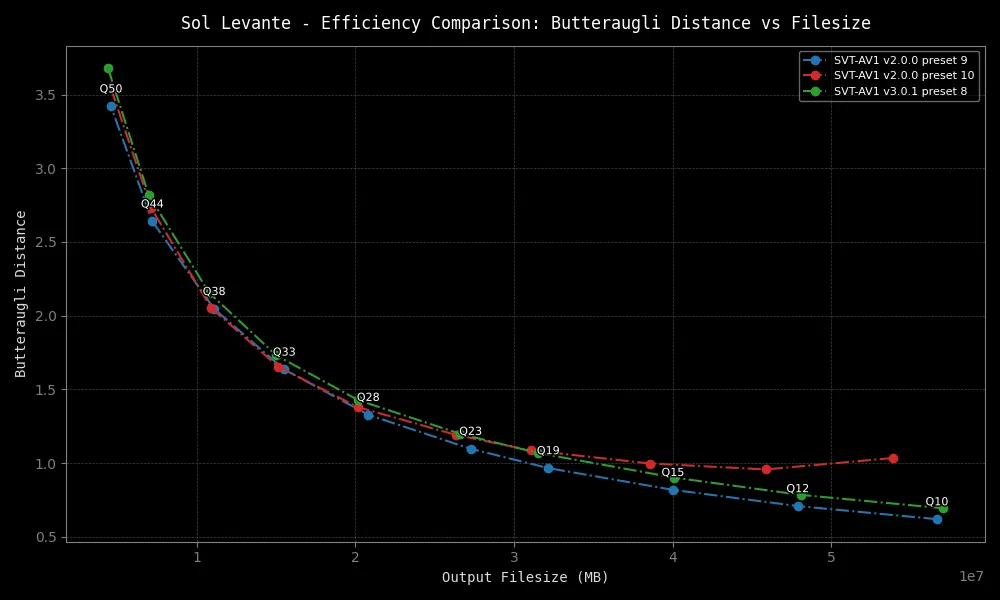 Sol Levante - Efficiency Comparison: Butteraugli Distance vs Filesize
SVT-AV1 v2.0.0 preset 9
SVT-AV1 v2.0.0 preset 10
SVT-AV1 v3.0.1 preset 8
Butteraugli Distance
3.5
3.0
2.5
2.0
1.5
1.0
0.5
Q50
Q44
Q38
Q33
Q28
Q23
Q19
Q15
Q12
Q10
1 2 3 4 5
1e7
Output Filesize (MB)